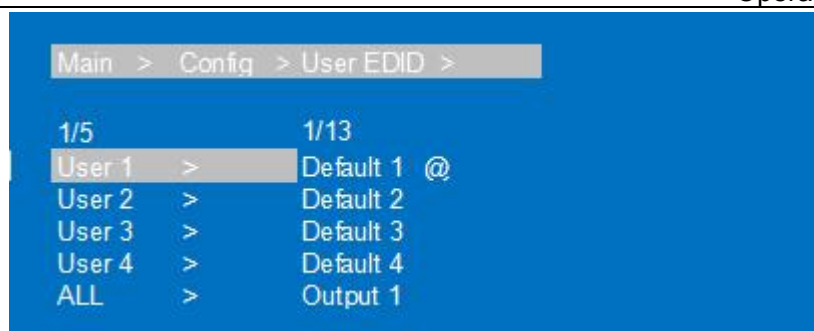 Main > Config > User EDID >
1/5 1/13
User 1 > Default 1 @
User 2 > Default 2
User 3 > Default 3
User 4 > Default 4
ALL > Output 1